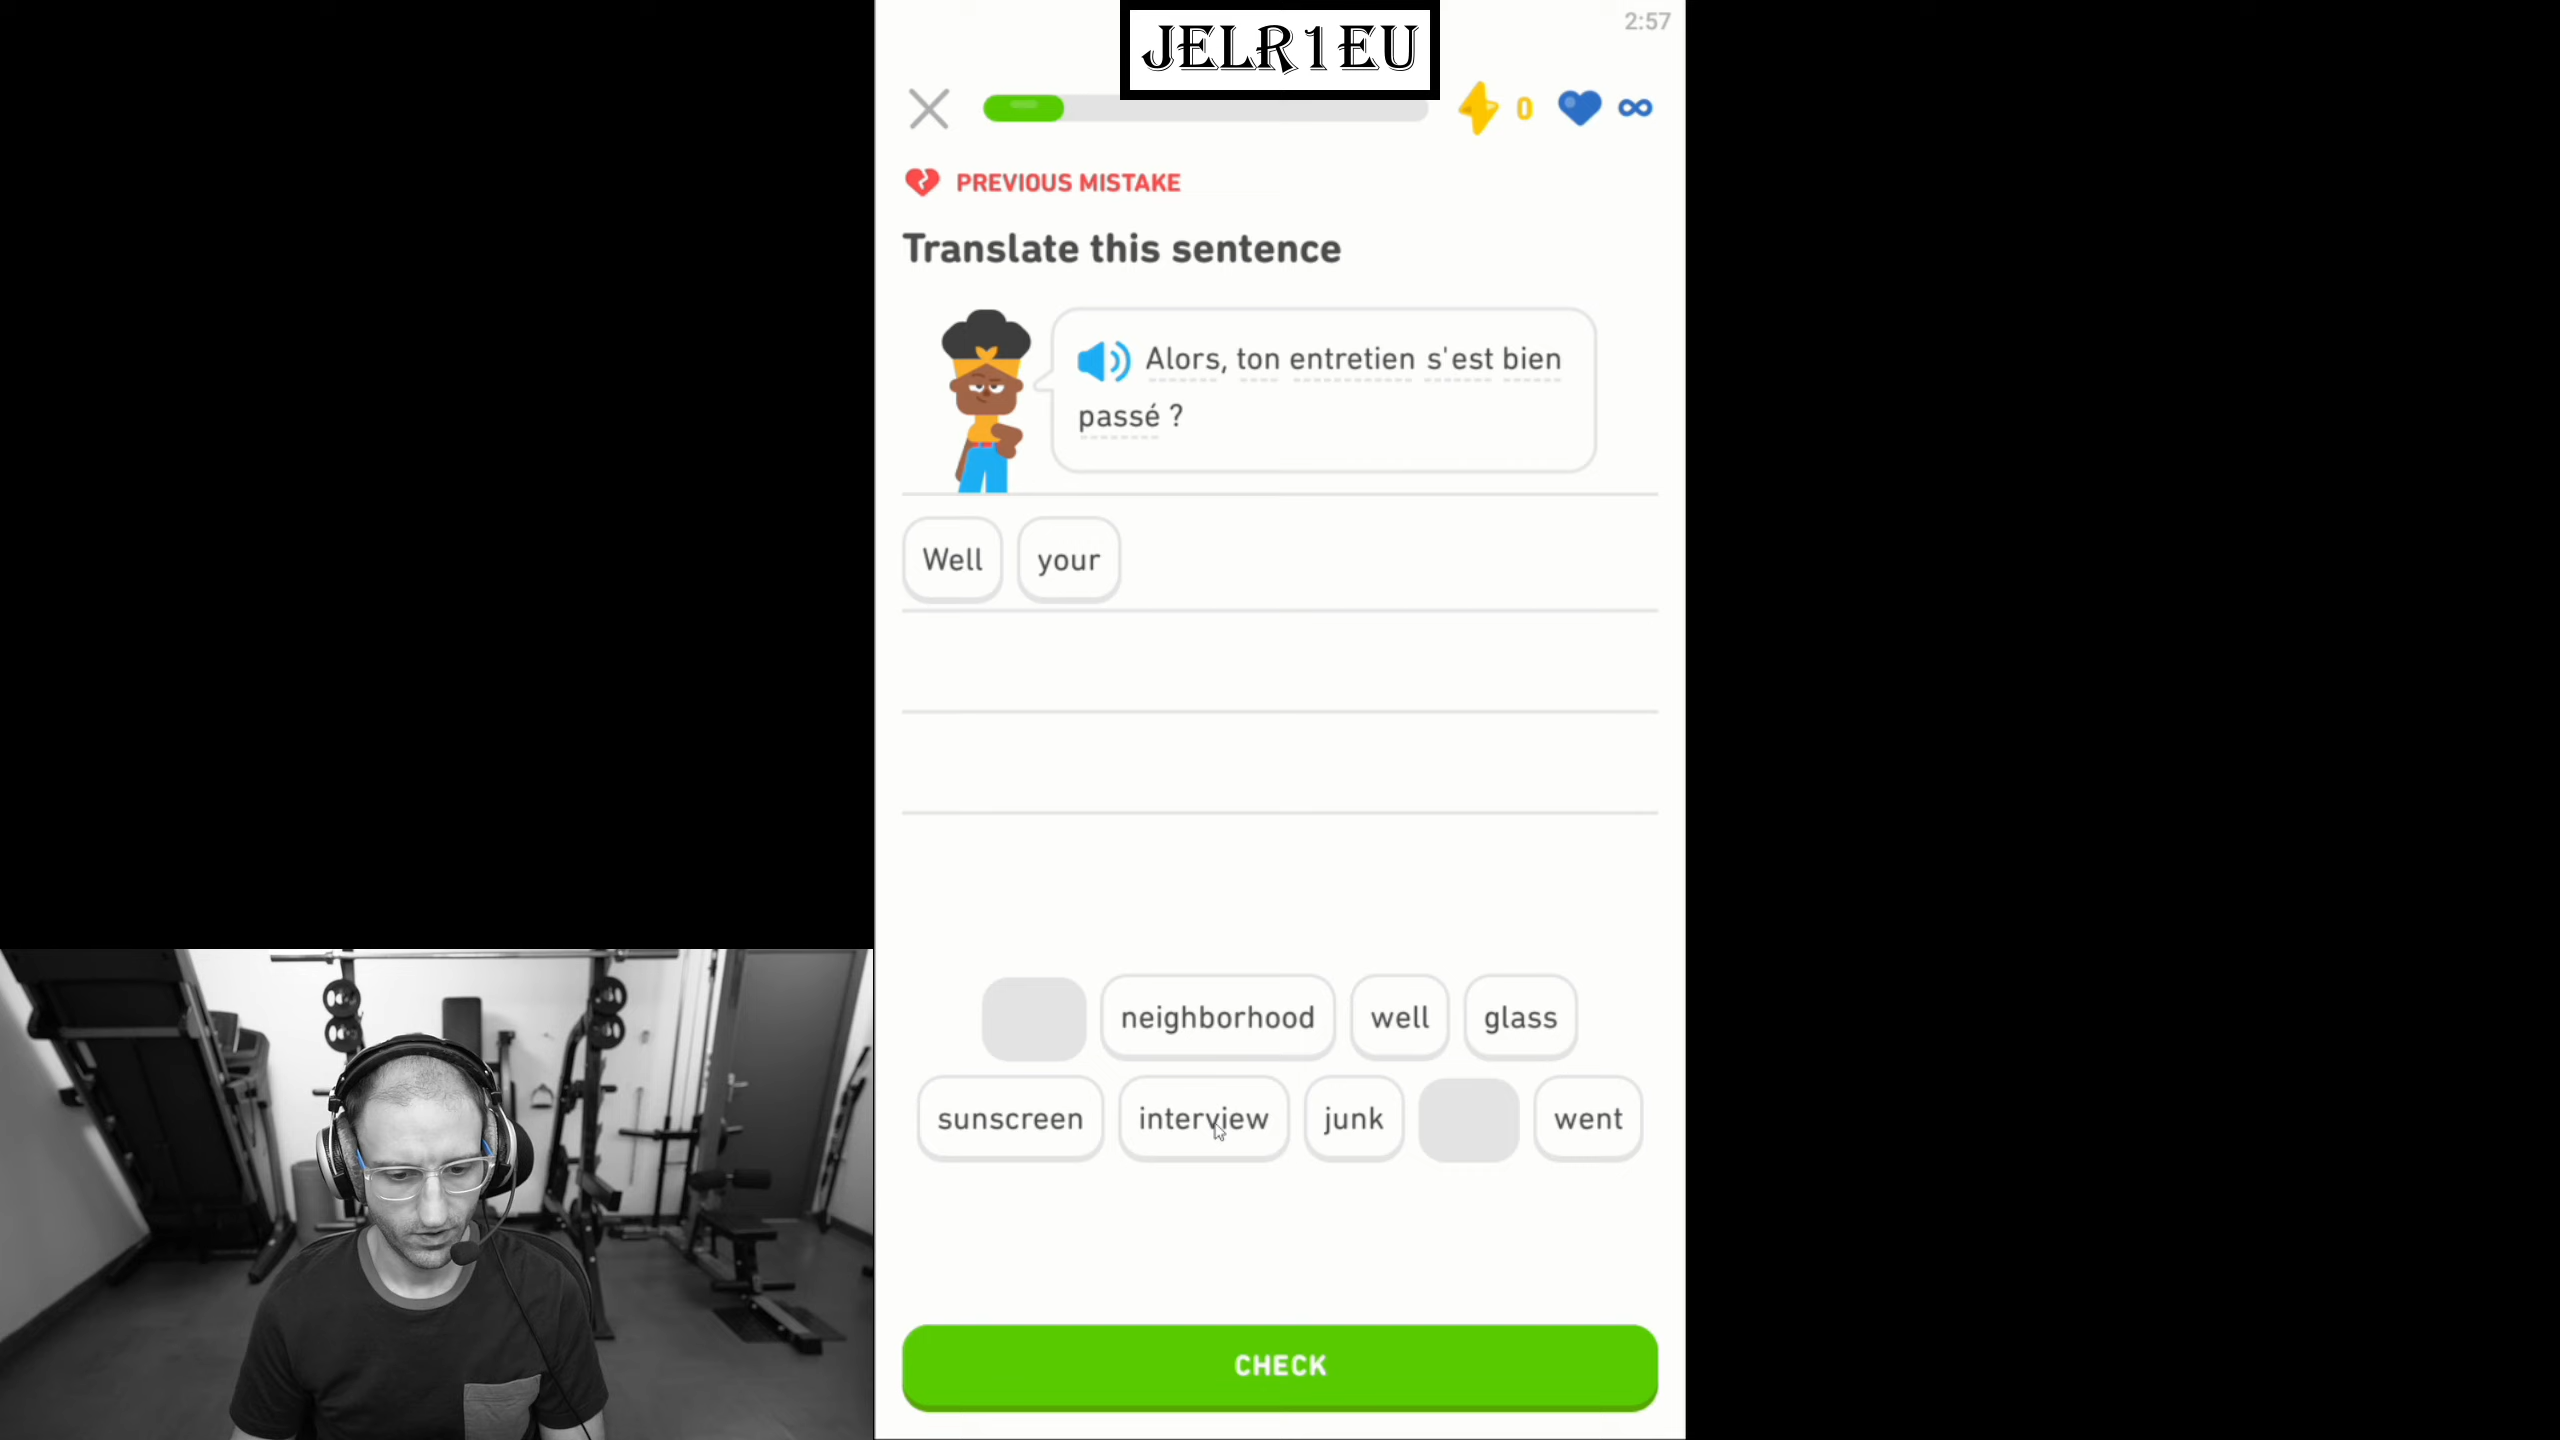 JELR1EU
2:57
0 ∞
PREVIOUS MISTAKE
Translate this sentence
Alors, ton entretien s'est bien
passé ?
Well your
neighborhood well glass
sunscreen interview junk went
CHECK